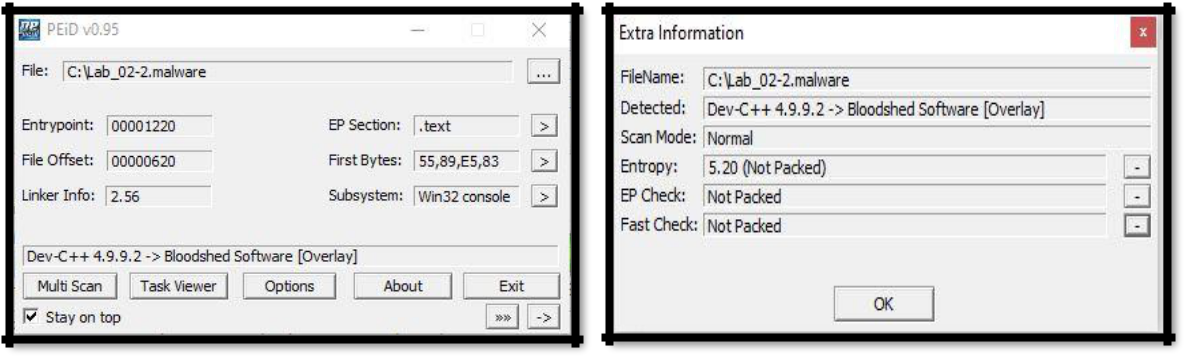 PEiD v0.95
File: C:\Lab_02-2.malware ...
Entrypoint: 00001220 EP Section: .text >
File Offset: 00000620 First Bytes: 55,89,E5,83 >
Linker Info: 2.56 Subsystem: Win32 console >
Dev-C++ 4.9.9.2 -> Bloodshed Software [Overlay]
Multi Scan Task Viewer Options About Exit
Stay on top »» ->
Extra Information x
FileName: C:\Lab_02-2.malware
Detected: Dev-C++ 4.9.9.2 -> Bloodshed Software [Overlay]
Scan Mode: Normal
Entropy: 5.20 (Not Packed) -
EP Check: Not Packed -
Fast Check: Not Packed -
OK